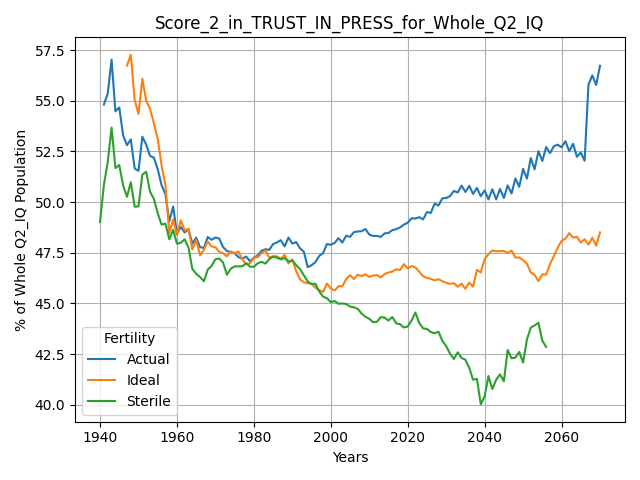 Score_2_in_TRUST_IN_PRESS_for_Whole_Q2_IQ
% of Whole Q2_IQ Population
57.5
55.0
52.5
50.0
47.5
45.0
42.5
40.0
Fertility
Actual
Ideal
Sterile
1940
1960
1980
2000
2020
2040
2060
Years